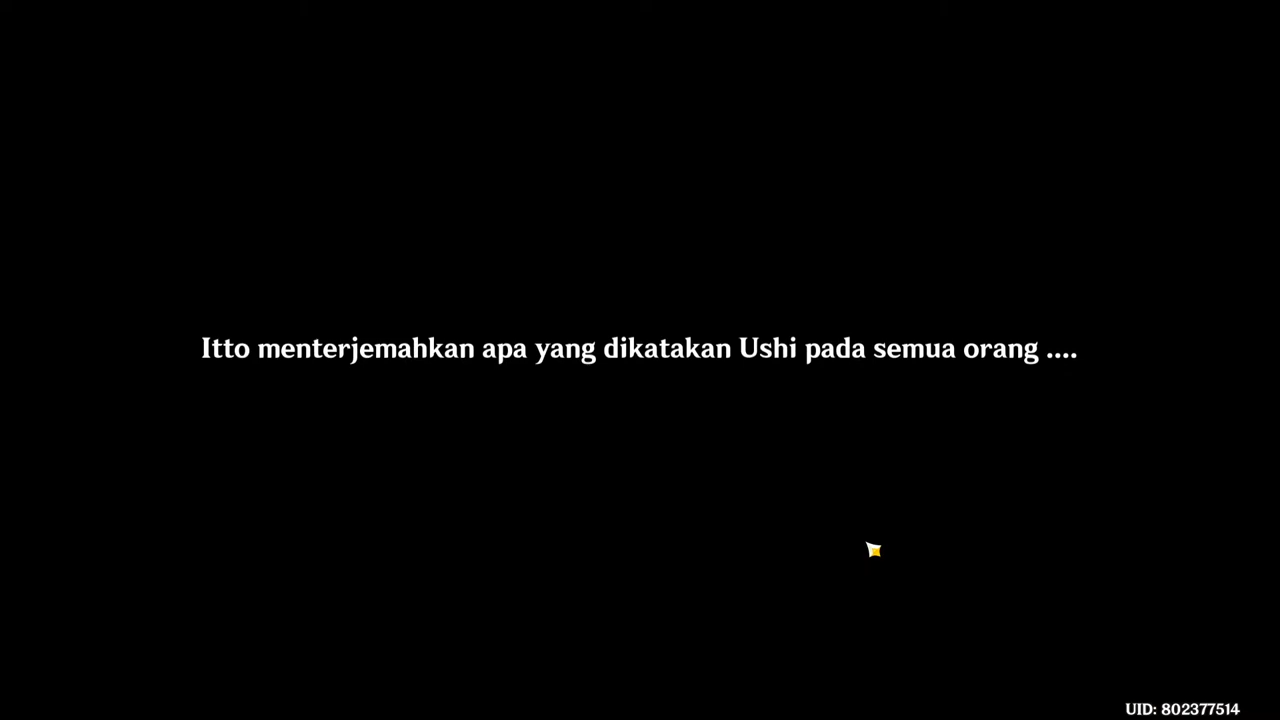 Itto menterjemahkan apa yang dikatakan Ushi pada semua orang ....
UID: 802377514